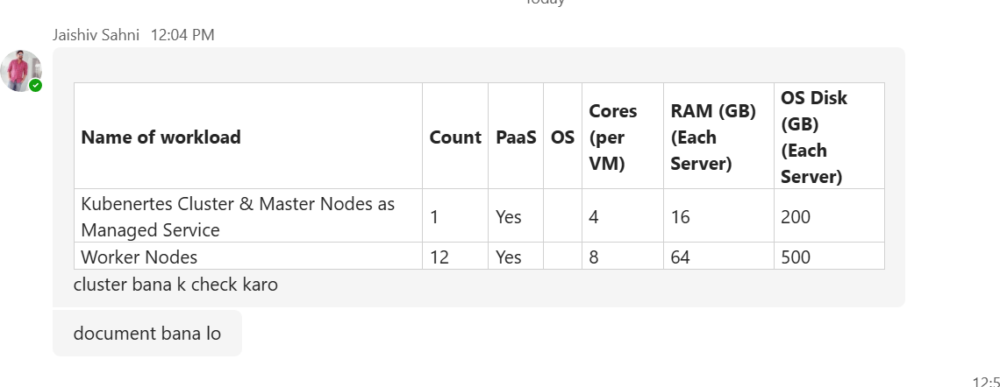 Today
Jaishiv Sahni 12:04 PM
Name of workload Count PaaS OS Cores (per VM) RAM (GB) (Each Server) OS Disk (GB) (Each Server)
Kubenertes Cluster & Master Nodes as Managed Service 1 Yes 4 16 200
Worker Nodes 12 Yes 8 64 500
cluster bana k check karo
document bana lo